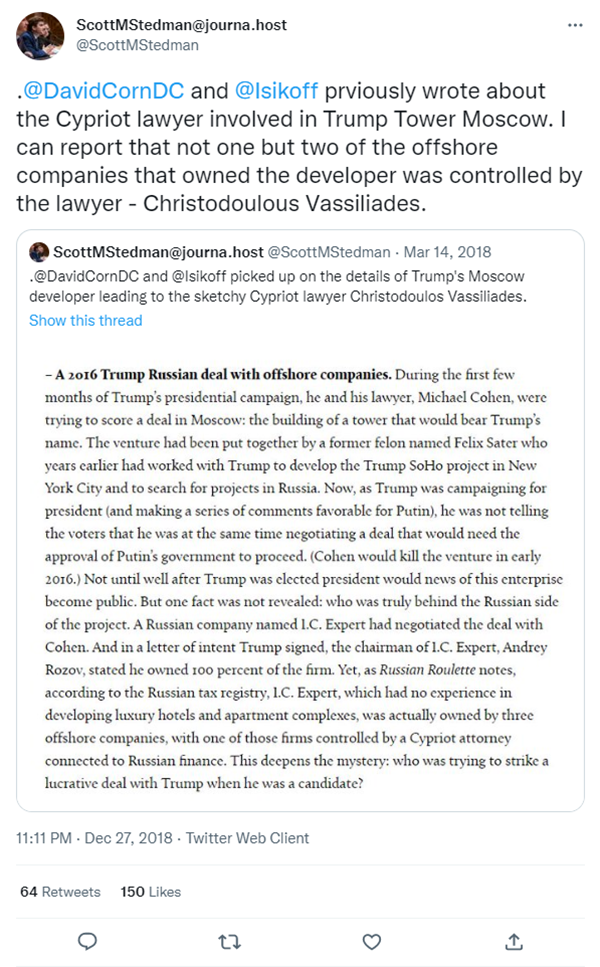 ScottMStedman@journa.host
@ScottMStedman
.@DavidCornDC and @Isikoff prviously wrote about
the Cypriot lawyer involved in Trump Tower Moscow. I
can report that not one but two of the offshore
companies that owned the developer was controlled by
the lawyer - Christodoulous Vassiliades.
ScottMStedman@journa.host @ScottMStedman · Mar 14, 2018
.@DavidCornDC and @Isikoff picked up on the details of Trump's Moscow
developer leading to the sketchy Cypriot lawyer Christodoulos Vassiliades.
Show this thread
– A 2016 Trump Russian deal with offshore companies. During the first few
months of Trump's presidential campaign, he and his lawyer, Michael Cohen, were
trying to score a deal in Moscow: the building of a tower that would bear Trump's
name. The venture had been put together by a former felon named Felix Sater who
years earlier had worked with Trump to develop the Trump SoHo project in New
York City and to search for projects in Russia. Now, as Trump was campaigning for
president (and making a series of comments favorable for Putin), he was not telling
the voters that he was at the same time negotiating a deal that would need the
approval of Putin's government to proceed. (Cohen would kill the venture in early
2016.) Not until well after Trump was elected president would news of this enterprise
become public. But one fact was not revealed: who was truly behind the Russian side
of the project. A Russian company named I.C. Expert had negotiated the deal with
Cohen. And in a letter of intent Trump signed, the chairman of I.C. Expert, Andrey
Rozov, stated he owned 100 percent of the firm. Yet, as Russian Roulette notes,
according to the Russian tax registry, I.C. Expert, which had no experience in
developing luxury hotels and apartment complexes, was actually owned by three
offshore companies, with one of those firms controlled by a Cypriot attorney
connected to Russian finance. This deepens the mystery: who was trying to strike a
lucrative deal with Trump when he was a candidate?
11:11 PM · Dec 27, 2018 · Twitter Web Client
64 Retweets 150 Likes